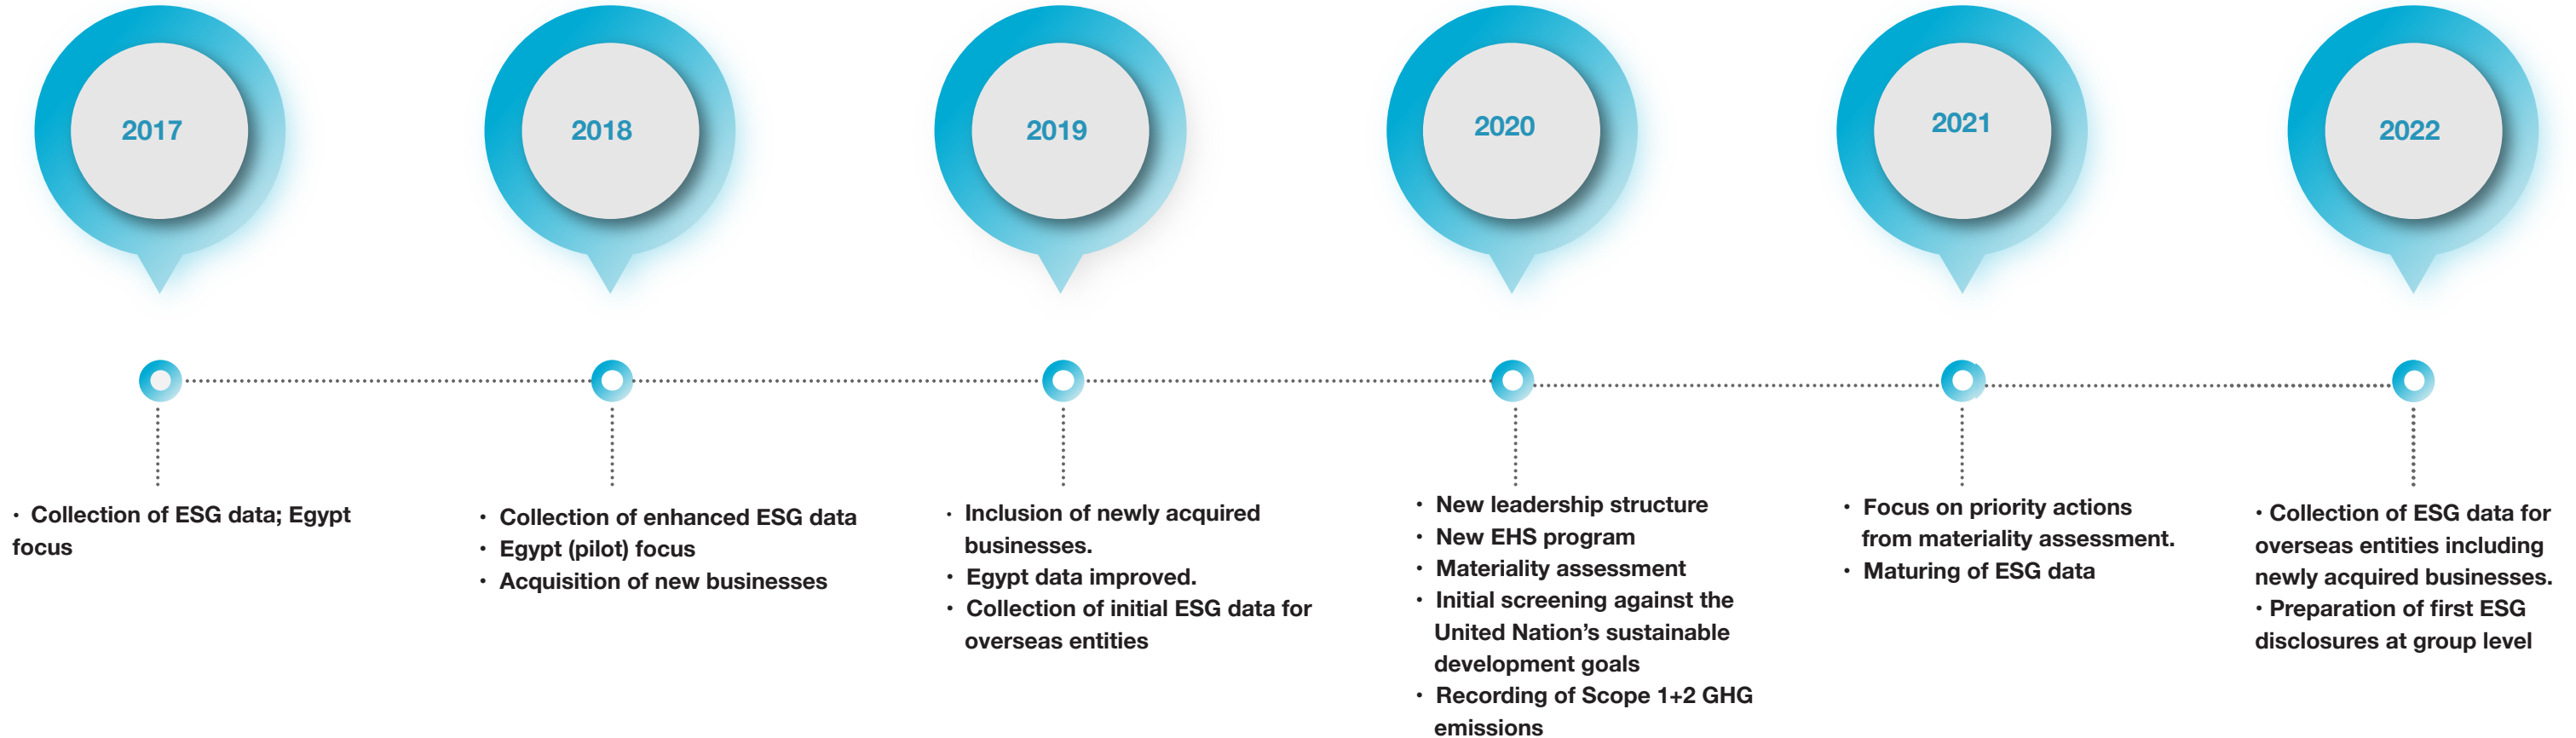 2017
2018
2019
2020
2021
2022
· Collection of ESG data; Egypt
focus
· Collection of enhanced ESG data
· Egypt (pilot) focus
· Acquisition of new businesses
· Inclusion of newly acquired
businesses.
· Egypt data improved.
· Collection of initial ESG data for
overseas entities
· New leadership structure
· New EHS program
· Materiality assessment
· Initial screening against the
United Nation’s sustainable
development goals
· Recording of Scope 1+2 GHG
emissions
· Focus on priority actions
from materiality assessment.
· Maturing of ESG data
· Collection of ESG data for
overseas entities including
newly acquired businesses.
· Preparation of first ESG
disclosures at group level